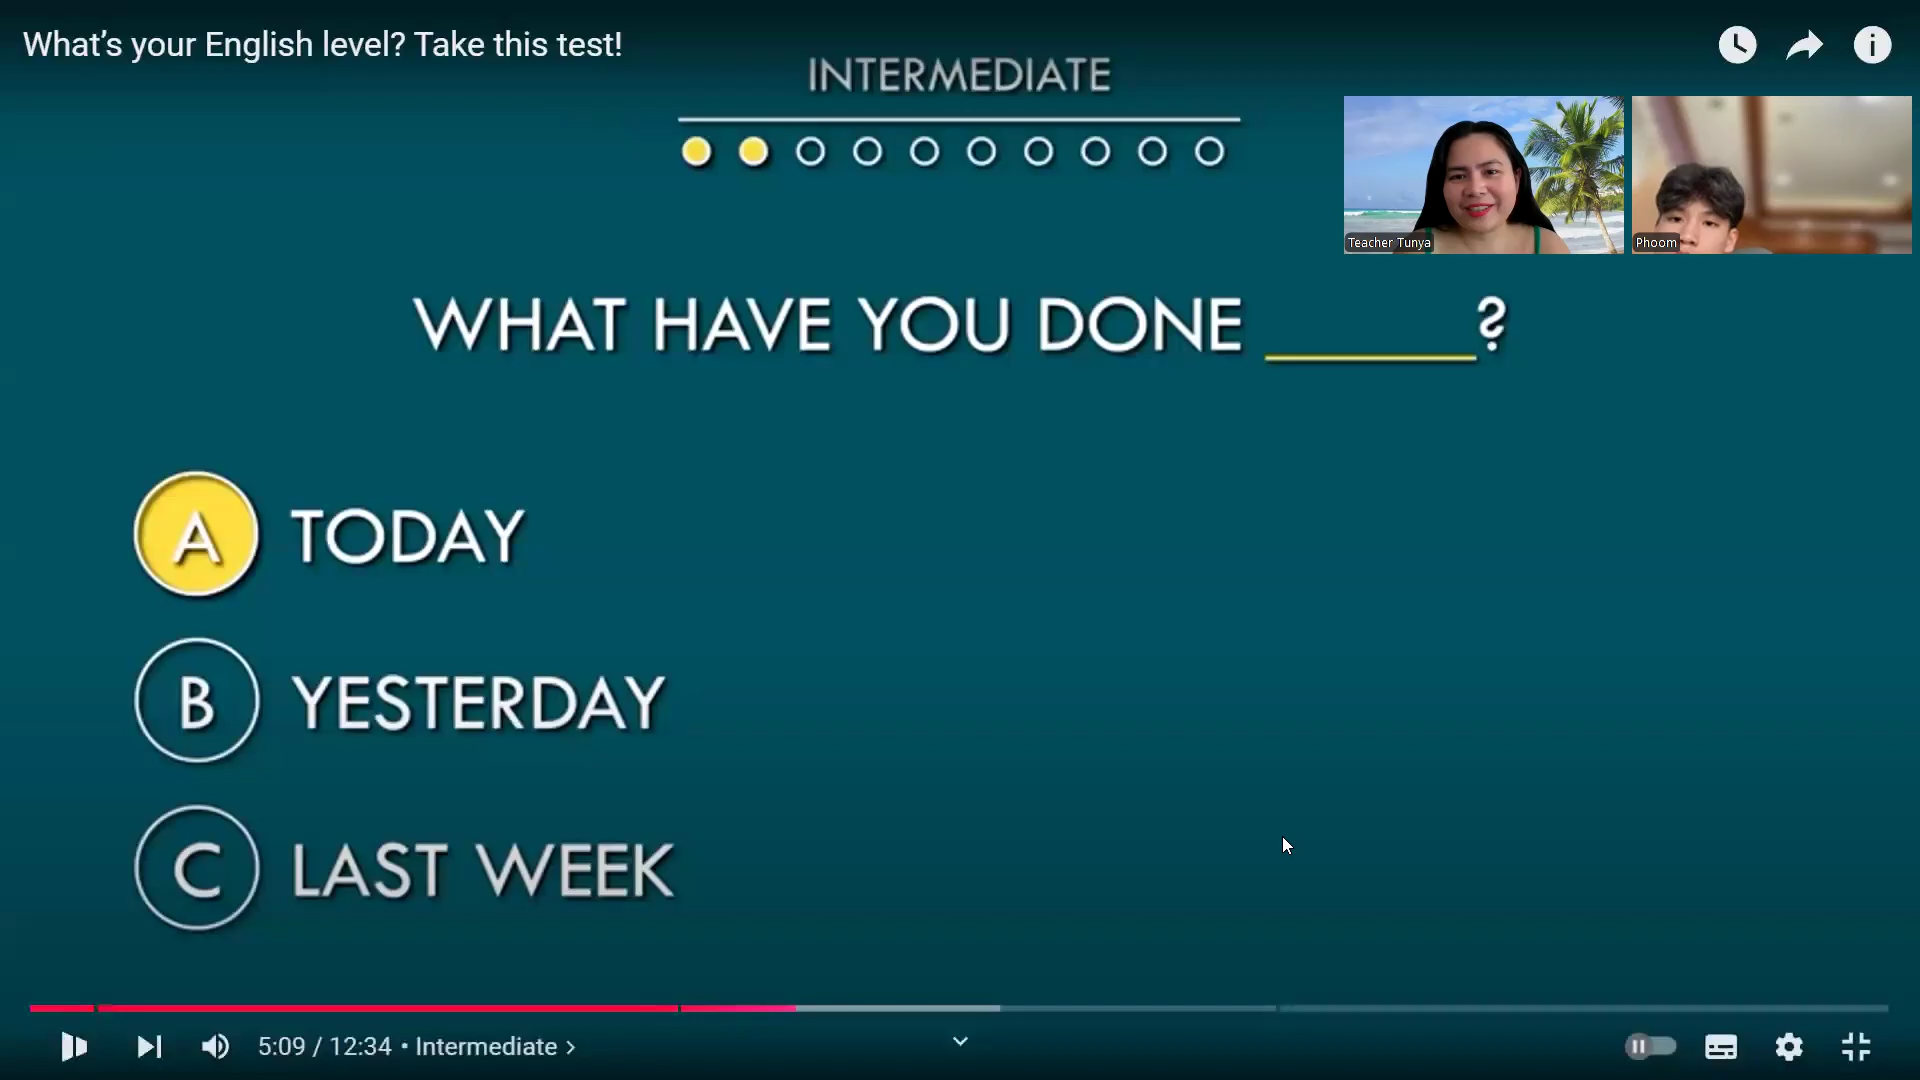 What's your English level? Take this test!
INTERMEDIATE
Teacher Tunya
Phoom
WHAT HAVE YOU DONE ______?
A TODAY
B YESTERDAY
C LAST WEEK
5:09 / 12:34 • Intermediate >